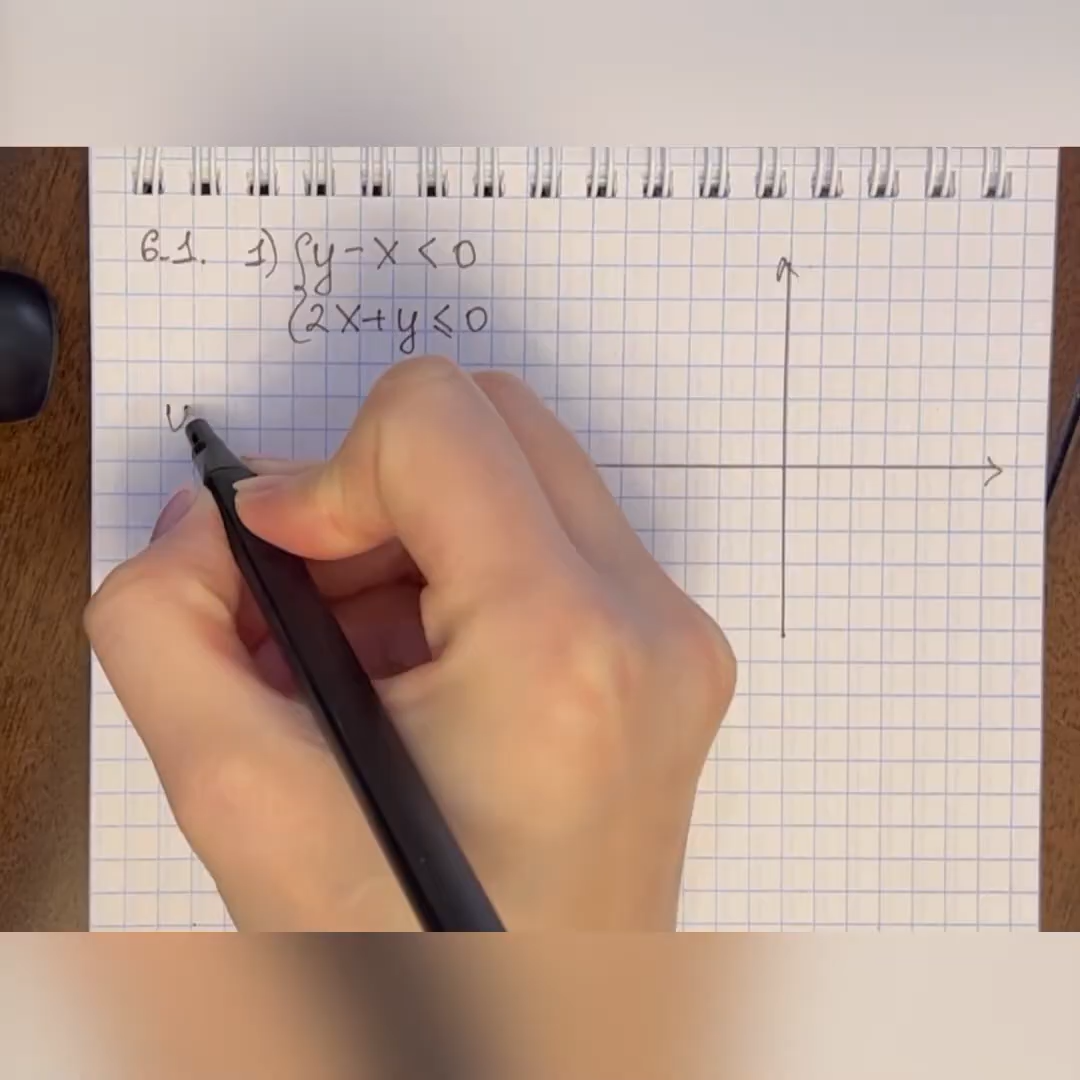 6.1. 1) {y - x < 0
{2x + y ⩽ 0
y